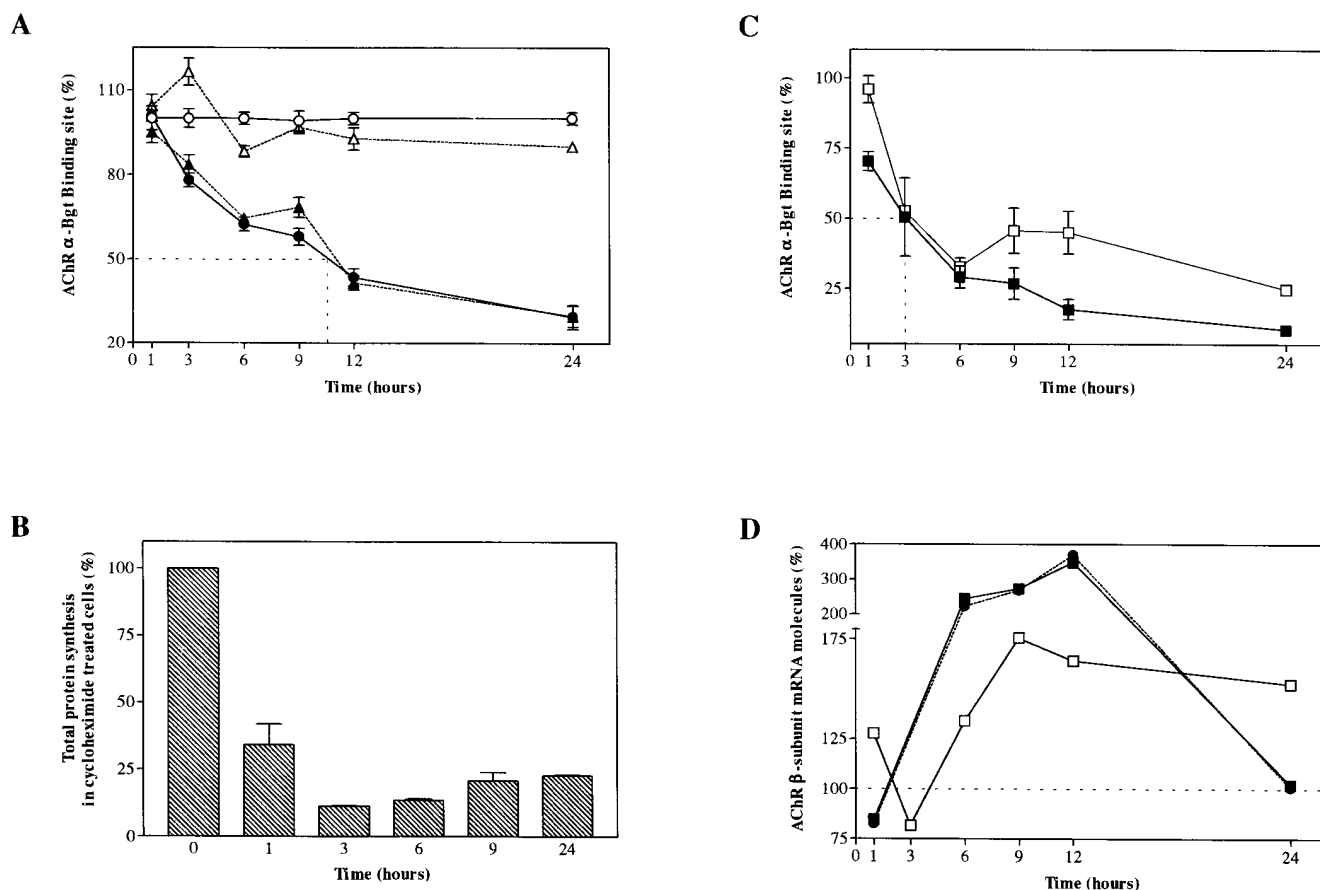 A
AChR α-Bgt Binding site (%)
110
80
50
20
0 1 3 6 9 12 24
Time (hours)
C
AChR α-Bgt Binding site (%)
100
75
50
25
0 1 3 6 9 12 24
Time (hours)
B
Total protein synthesis
in cycloheximide treated cells (%)
100
75
50
25
0
0 1 3 6 9 24
Time (hours)
D
AChR β-subunit mRNA molecules (%)
400
300
200
175
125
100
75
0 1 3 6 9 12 24
Time (hours)